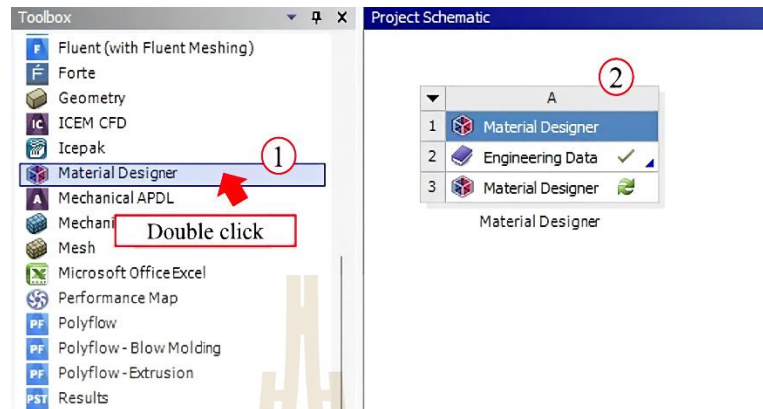 Toolbox
Fluent (with Fluent Meshing)
Forte
Geometry
ICEM CFD
Icepak
Material Designer
Mechanical APDL
Mechani
Mesh
Microsoft Office Excel
Performance Map
Polyflow
Polyflow - Blow Molding
Polyflow - Extrusion
Results
1
Double click
Project Schematic
2
A
1 Material Designer
2 Engineering Data
3 Material Designer
Material Designer